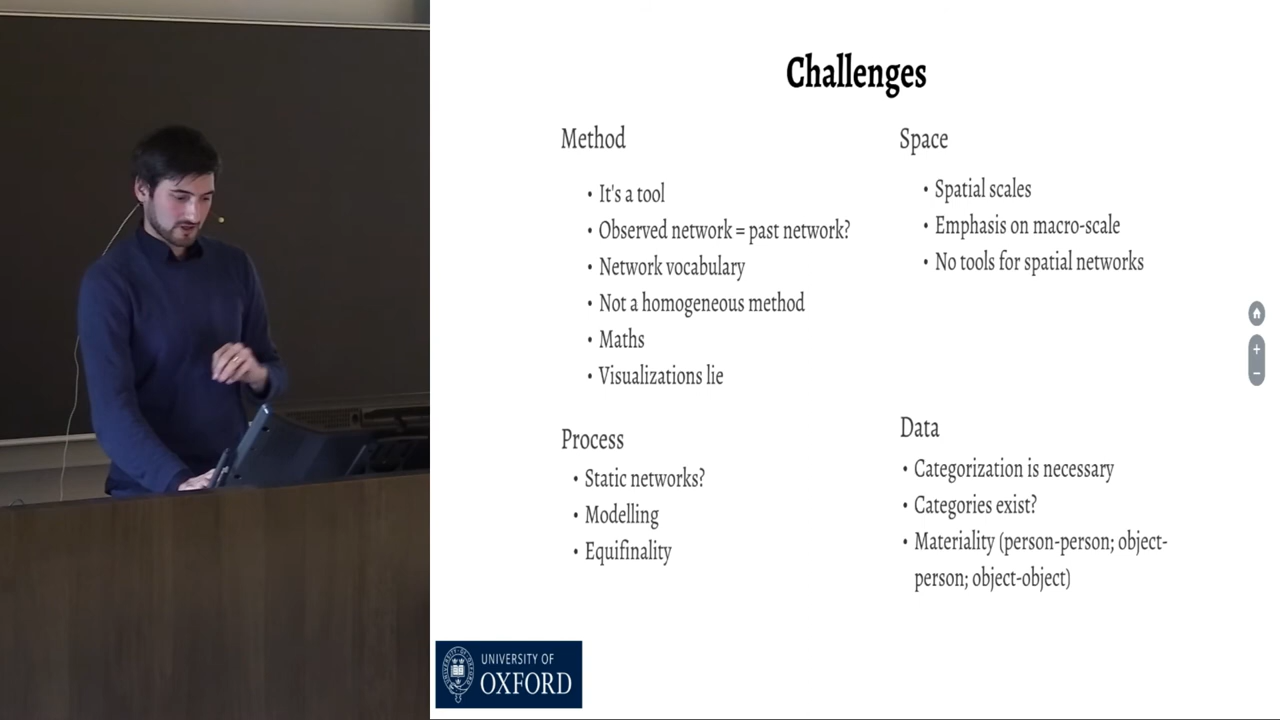 Challenges
Method
• It's a tool
• Observed network = past network?
• Network vocabulary
• Not a homogeneous method
• Maths
• Visualizations lie
Space
• Spatial scales
• Emphasis on macro-scale
• No tools for spatial networks
Process
• Static networks?
• Modelling
• Equifinality
Data
• Categorization is necessary
• Categories exist?
• Materiality (person-person; object-
person; object-object)
UNIVERSITY OF
OXFORD